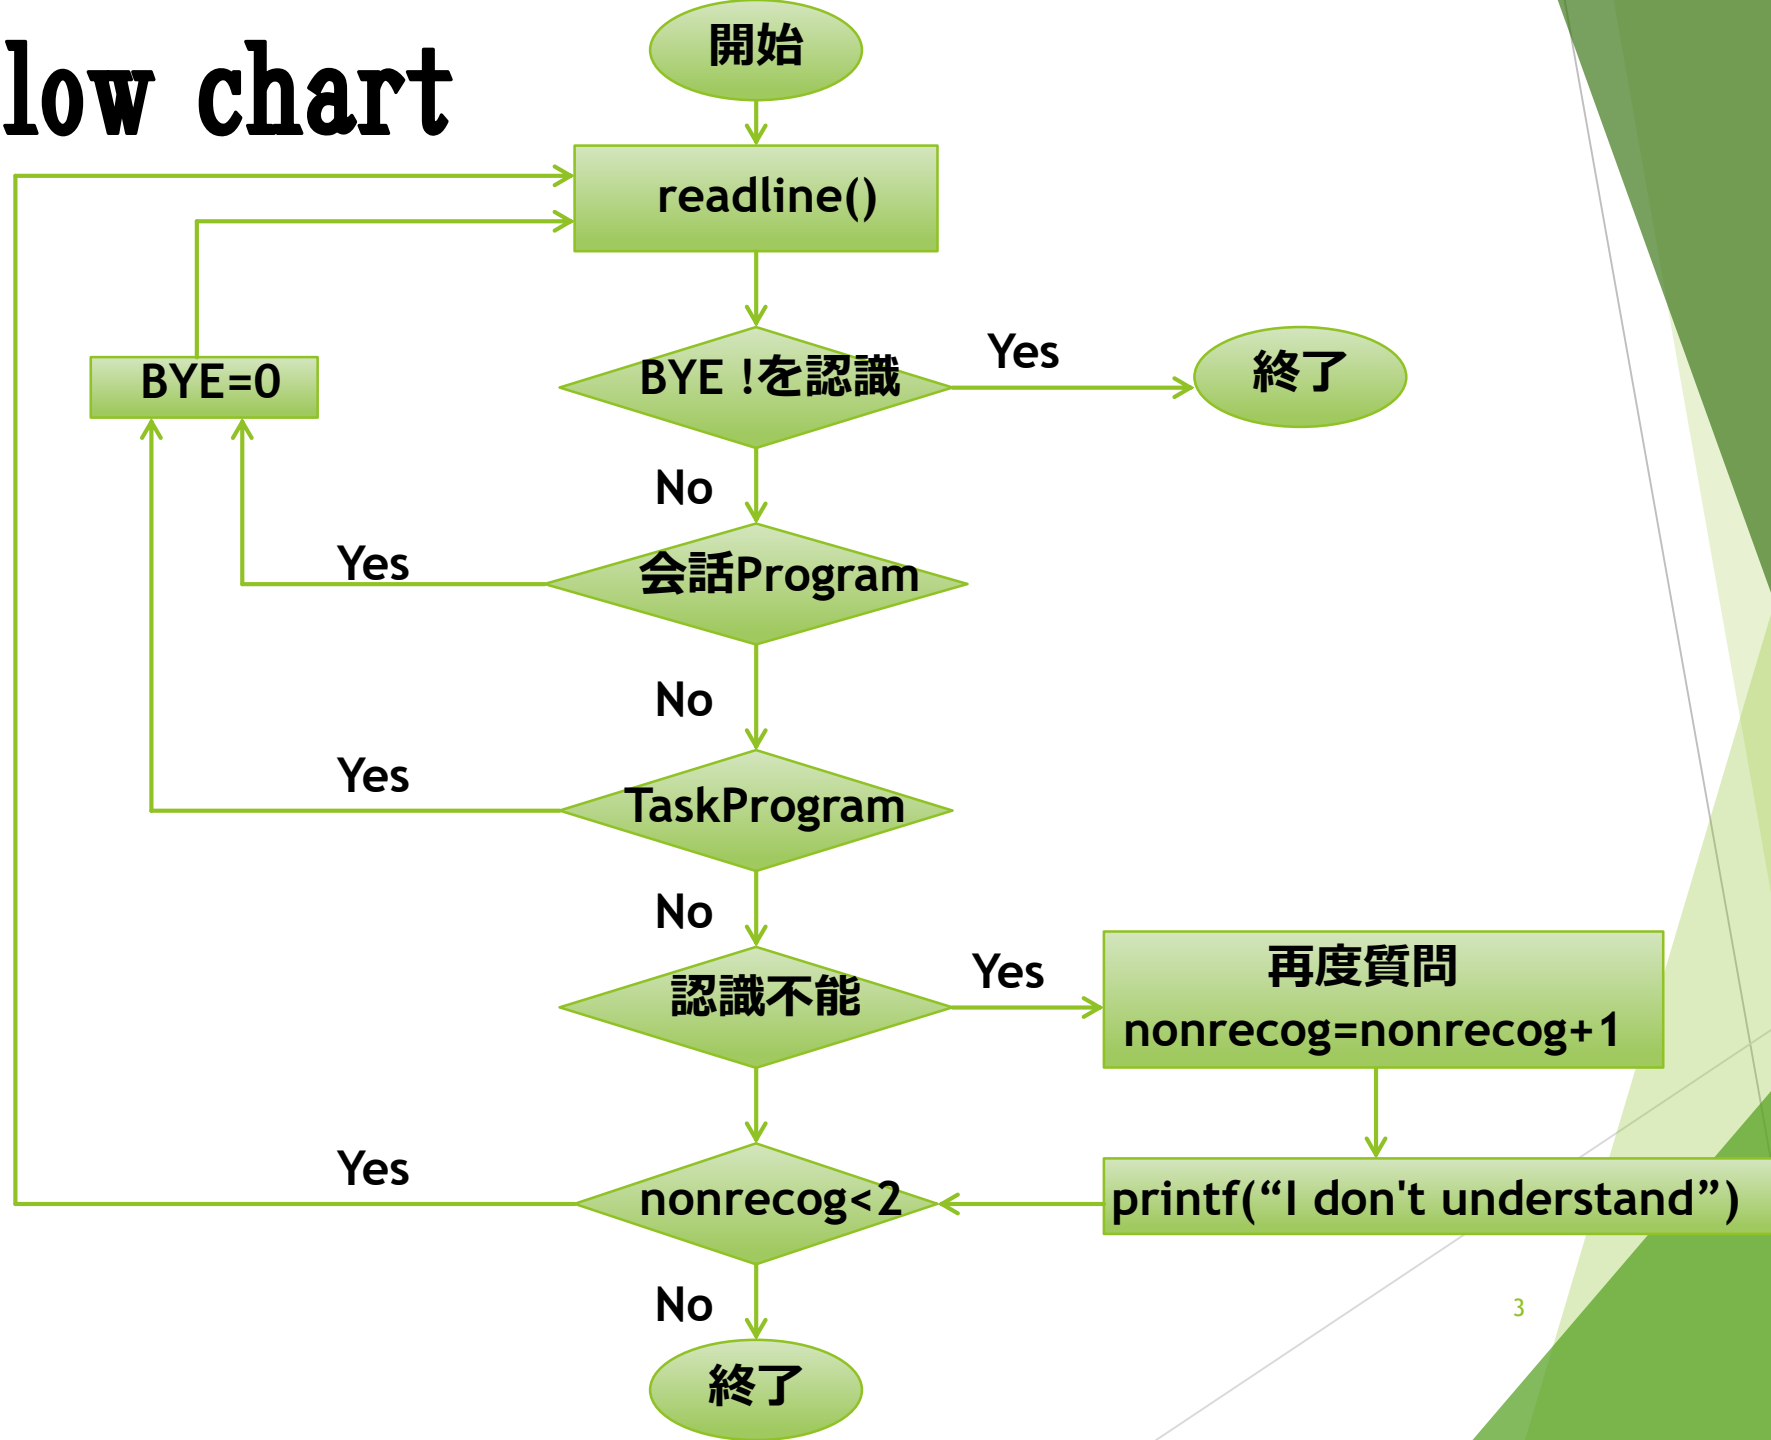 low chart
開始
readline()
BYE !を認識
Yes
終了
BYE=0
No
会話Program
Yes
No
TaskProgram
Yes
No
認識不能
Yes
再度質問
nonrecog=nonrecog+1
nonrecog<2
Yes
printf(“I don't understand”)
No
3
終了